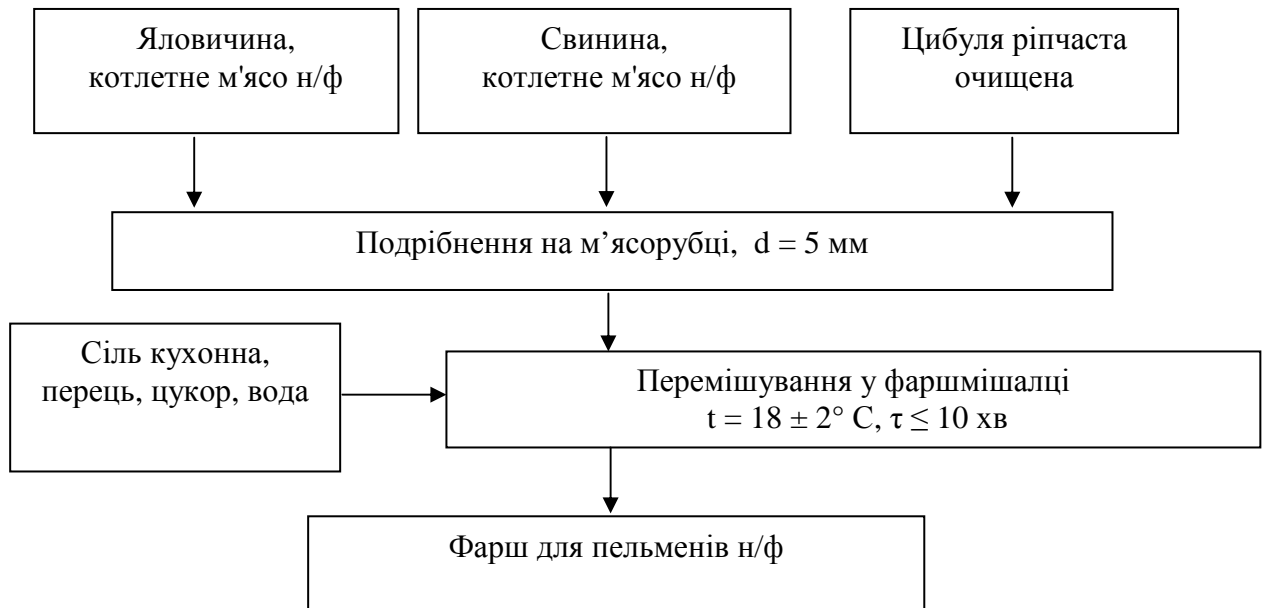 Яловичина,
котлетне м'ясо н/ф
Свинина,
котлетне м'ясо н/ф
Цибуля ріпчаста
очищена
Подрібнення на м’ясорубці, d = 5 мм
Сіль кухонна,
перець, цукор, вода
Перемішування у фаршмішалці
t = 18 ± 2° С, τ ≤ 10 хв
Фарш для пельменів н/ф